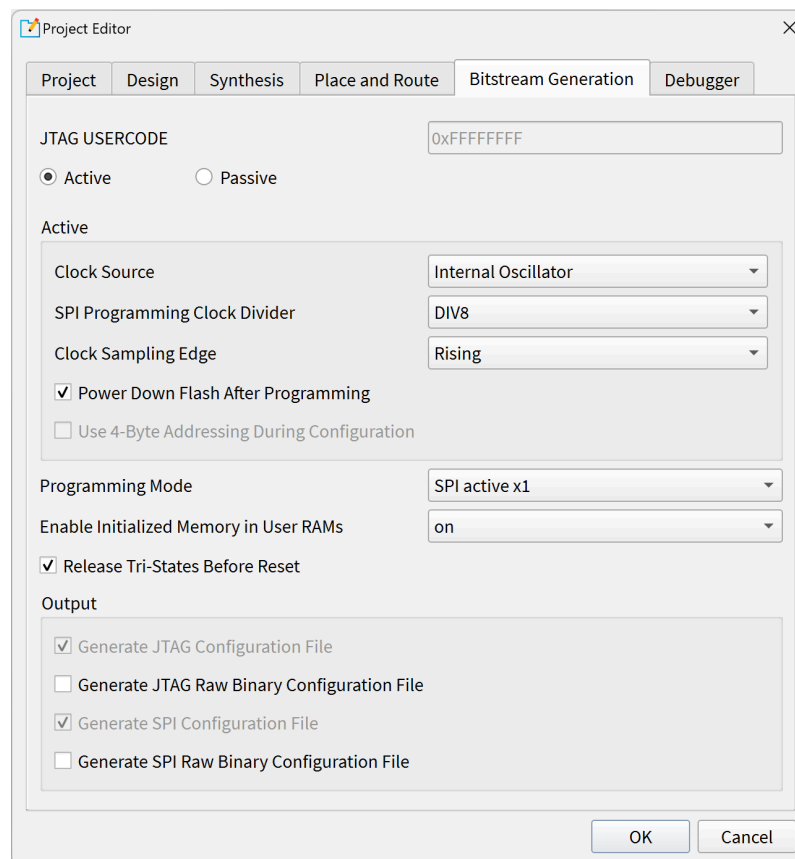 Project Editor
Project Design Synthesis Place and Route Bitstream Generation Debugger
JTAG USERCODE 0xFFFFFFFF
Active Passive
Active
Clock Source Internal Oscillator
SPI Programming Clock Divider DIV8
Clock Sampling Edge Rising
Power Down Flash After Programming
Use 4-Byte Addressing During Configuration
Programming Mode SPI active x1
Enable Initialized Memory in User RAMs on
Release Tri-States Before Reset
Output
Generate JTAG Configuration File
Generate JTAG Raw Binary Configuration File
Generate SPI Configuration File
Generate SPI Raw Binary Configuration File
OK Cancel